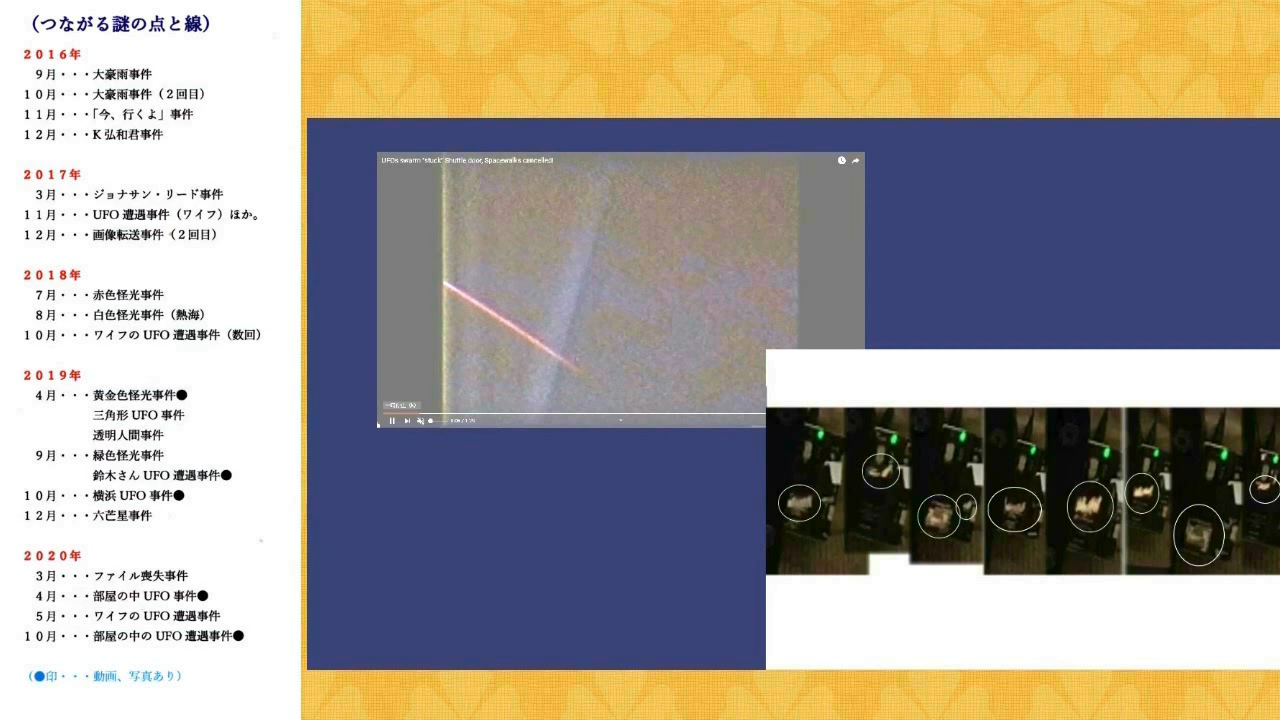 （つながる謎の点と線）
２０１６年
９月・・・大豪雨事件
１０月・・・大豪雨事件（２回目）
１１月・・・「今、行くよ」事件
１２月・・・K 弘和君事件
２０１７年
３月・・・ジョナサン・リード事件
１１月・・・UFO 遭遇事件（ワイフ）ほか。
１２月・・・画像転送事件（２回目）
２０１８年
７月・・・赤色怪光事件
８月・・・白色怪光事件（熱海）
１０月・・・ワイフの UFO 遭遇事件（数回）
２０１９年
４月・・・黄金色怪光事件●
三角形 UFO 事件
透明人間事件
９月・・・緑色怪光事件
鈴木さん UFO 遭遇事件●
１０月・・・横浜 UFO 事件●
１２月・・・六芒星事件
２０２０年
３月・・・ファイル喪失事件
４月・・・部屋の中 UFO 事件●
５月・・・ワイフの UFO 遭遇事件
１０月・・・部屋の中の UFO 遭遇事件●
（●印・・・動画、写真あり）
UFOs swarm "stuck" Shuttle door, Spacewalks cancelled!